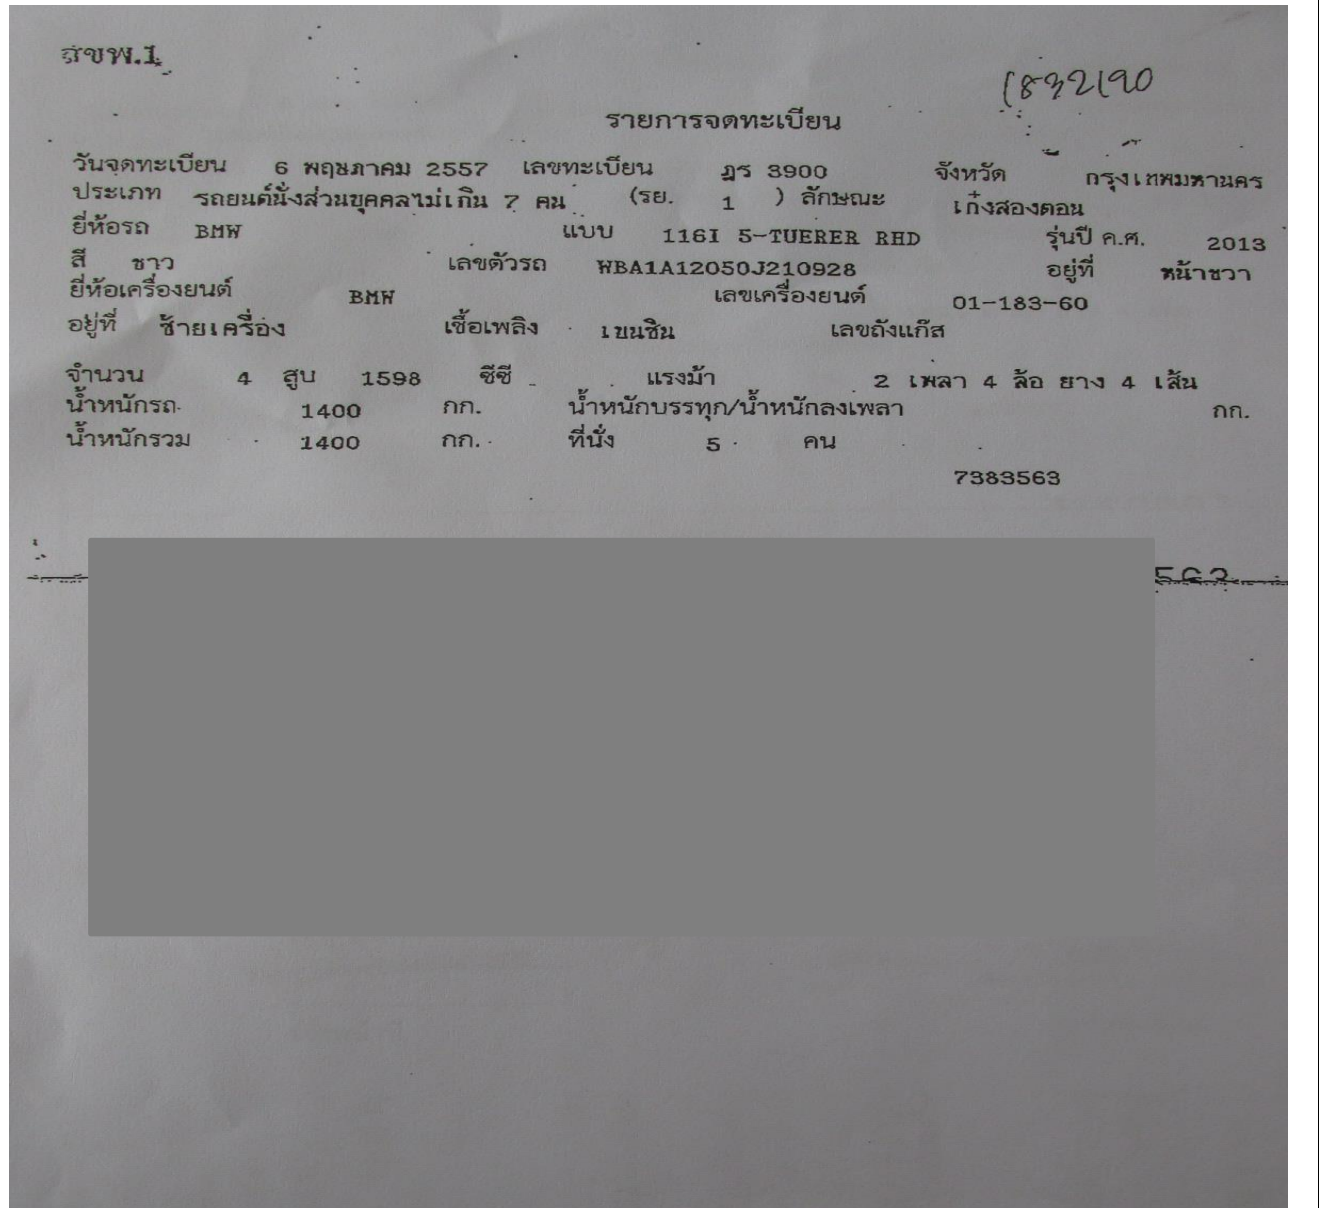 สขพ.1
1832190
รายการจดทะเบียน
วันจดทะเบียน 6 พฤษภาคม 2557 เลขทะเบียน ฎร 3900 จังหวัด กรุงเทพมหานคร
ประเภท รถยนต์นั่งส่วนบุคคลไม่เกิน 7 คน (รย. 1 ) ลักษณะ เก๋งสองตอน
ยี่ห้อรถ BMW แบบ 116I 5-TUERER RHD รุ่นปี ค.ศ. 2013
สี ขาว เลขตัวรถ WBA1A12050J210928 อยู่ที่ หน้าขวา
ยี่ห้อเครื่องยนต์ BMW เลขเครื่องยนต์ 01-183-60
อยู่ที่ ซ้ายเครื่อง เชื้อเพลิง เบนซิน เลขถังแก๊ส
จำนวน 4 สูบ 1598 ซีซี แรงม้า 2 เพลา 4 ล้อ ยาง 4 เส้น
น้ำหนักรถ 1400 กก. น้ำหนักบรรทุก/น้ำหนักลงเพลา กก.
น้ำหนักรวม 1400 กก. ที่นั่ง 5 คน
7383563